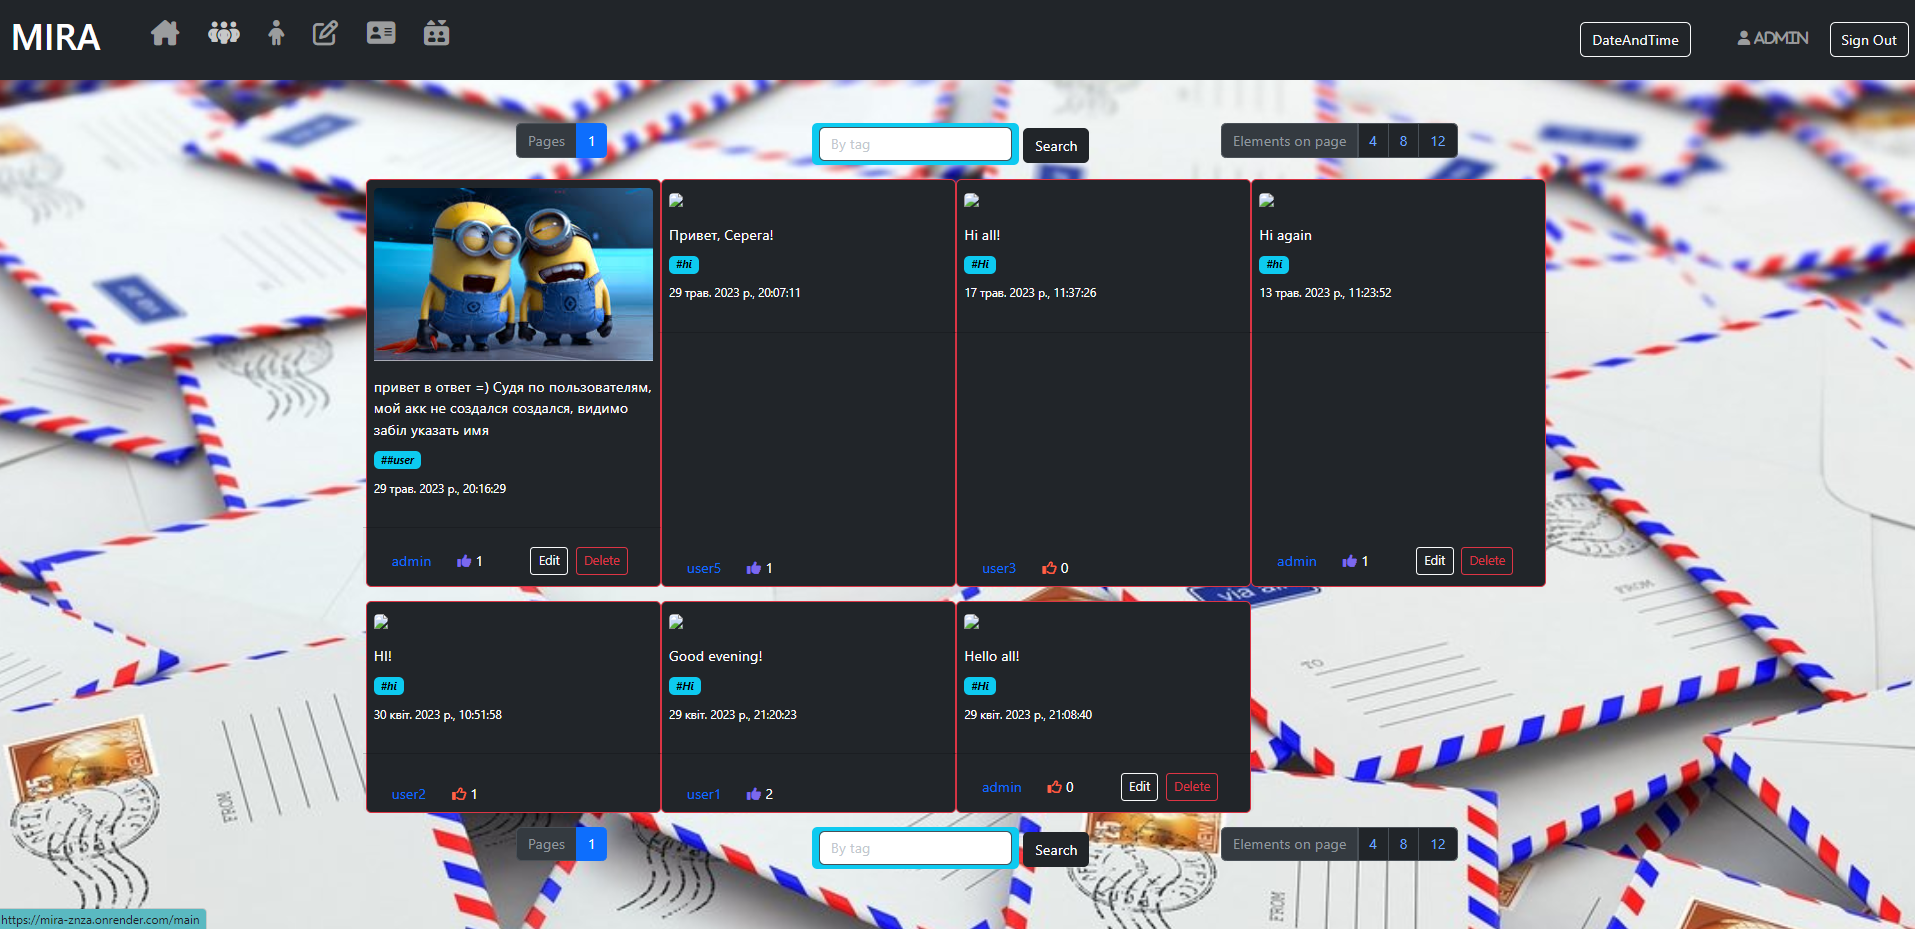 MIRA
DateAndTime
ADMIN
Sign Out
Pages 1
By tag
Search
Elements on page 4 8 12
привет в ответ =) Судя по пользователям,
мой акк не создался создался, видимо
забіл указать имя
##user
29 трав. 2023 р., 20:16:29
admin 1 Edit Delete
Привет, Серега!
#hi
29 трав. 2023 р., 20:07:11
user5 1
Hi all!
#Hi
17 трав. 2023 р., 11:37:26
user3 0
Hi again
#hi
13 трав. 2023 р., 11:23:52
admin 1 Edit Delete
HI!
#hi
30 квіт. 2023 р., 10:51:58
user2 1
Good evening!
#Hi
29 квіт. 2023 р., 21:20:23
user1 2
Hello all!
#Hi
29 квіт. 2023 р., 21:08:40
admin 0 Edit Delete
via
FROM
TO
FROM
FROM
Pages 1
By tag
Search
Elements on page 4 8 12
https://mira-znza.onrender.com/main